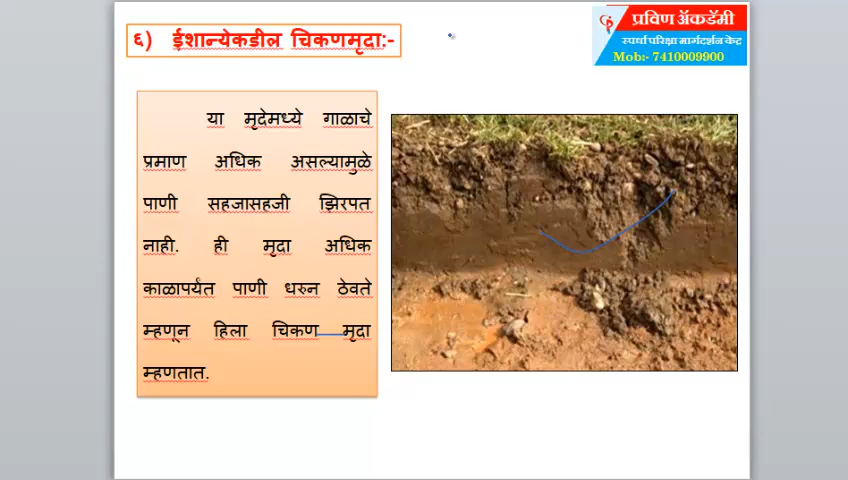 ६) ईशान्येकडील चिकणमृदा:-
प्रविण ॲकडेमी
स्पर्धा परिक्षा मार्गदर्शन केंद्र
Mob:- 7410009900
या मृदेमध्ये गाळाचे
प्रमाण अधिक असल्यामुळे
पाणी सहजासहजी झिरपत
नाही. ही मृदा अधिक
काळापर्यंत पाणी धरुन ठेवते
म्हणून हिला चिकण मृदा
म्हणतात.